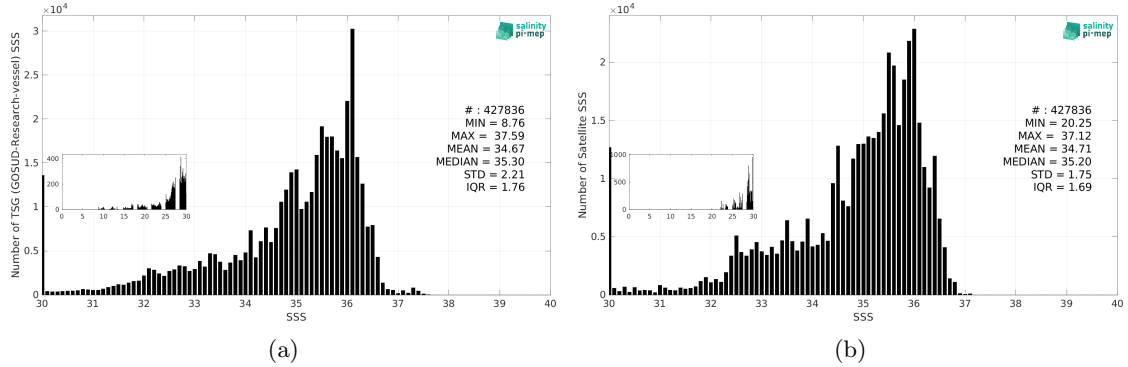 ×10⁴
3
2.5
2
1.5
1
0.5
0
Number of TSG (GOSUD-Research-vessel) SSS
salinity
pi-mep
# : 427836
MIN = 8.76
MAX = 37.59
MEAN = 34.67
MEDIAN = 35.30
STD = 2.21
IQR = 1.76
400
200
0
0 5 10 15 20 25 30
30 31 32 33 34 35 36 37 38 39 40
SSS
(a)
×10⁴
2
1.5
1
0.5
0
Number of Satellite SSS
salinity
pi-mep
# : 427836
MIN = 20.25
MAX = 37.12
MEAN = 34.71
MEDIAN = 35.20
STD = 1.75
IQR = 1.69
1000
500
0
0 5 10 15 20 25 30
30 31 32 33 34 35 36 37 38 39 40
SSS
(b)